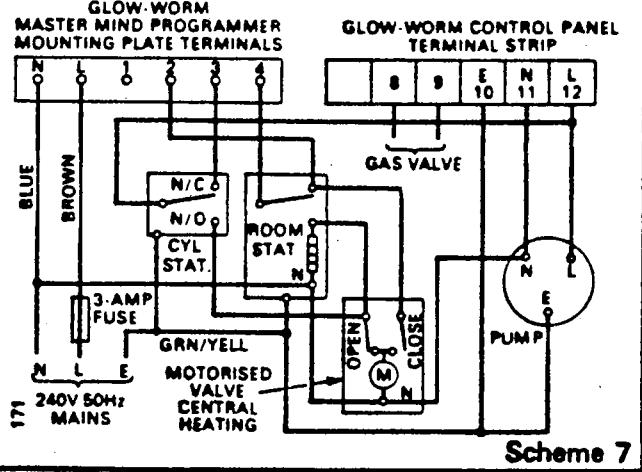 GLOW-WORM
MASTER MIND PROGRAMMER
MOUNTING PLATE TERMINALS
N L 1 2 3 4
GLOW-WORM CONTROL PANEL
TERMINAL STRIP
8 9 E 10 N 11 L 12
GAS VALVE
BLUE
BROWN
N/C
N/O
CYL
STAT.
ROOM
STAT
N
3-AMP
FUSE
GRN/YELL
N L E
240V 50Hz
MAINS
171
MOTORISED
VALVE
CENTRAL
HEATING
OPEN
CLOSE
M
N
N L
E
PUMP
Scheme 7